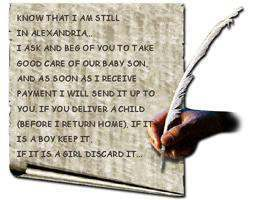 KNOW THAT I AM STILL
IN ALEXANDRIA...
I ASK AND BEG OF YOU TO TAKE
GOOD CARE OF OUR BABY SON
AND AS SOON AS I RECEIVE
PAYMENT I WILL SEND IT UP TO
YOU. IF YOU DELIVER A CHILD
(BEFORE I RETURN HOME), IF IT
IS A BOY KEEP IT,
IF IT IS A GIRL DISCARD IT...